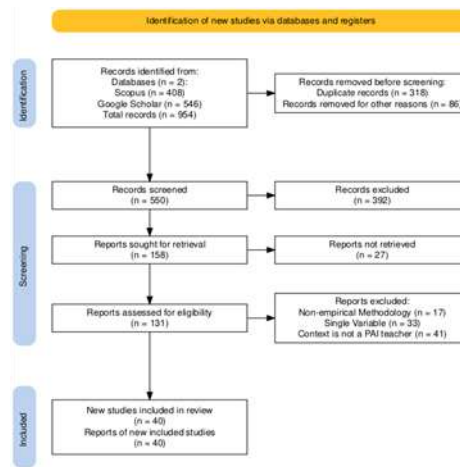 Identification of new studies via databases and registers
Identification
Records identified from:
Databases (n = 2):
Scopus (n = 408)
Google Scholar (n = 546)
Total records (n = 954)
Records removed before screening:
Duplicate records (n = 318)
Records removed for other reasons (n = 86)
Screening
Records screened
(n = 550)
Records excluded
(n = 392)
Reports sought for retrieval
(n = 158)
Reports not retrieved
(n = 27)
Reports assessed for eligibility
(n = 131)
Reports excluded:
Non-empirical Methodology (n = 17)
Single Variable (n = 33)
Context is not a PAI teacher (n = 41)
Included
New studies included in review
(n = 40)
Reports of new included studies
(n = 40)